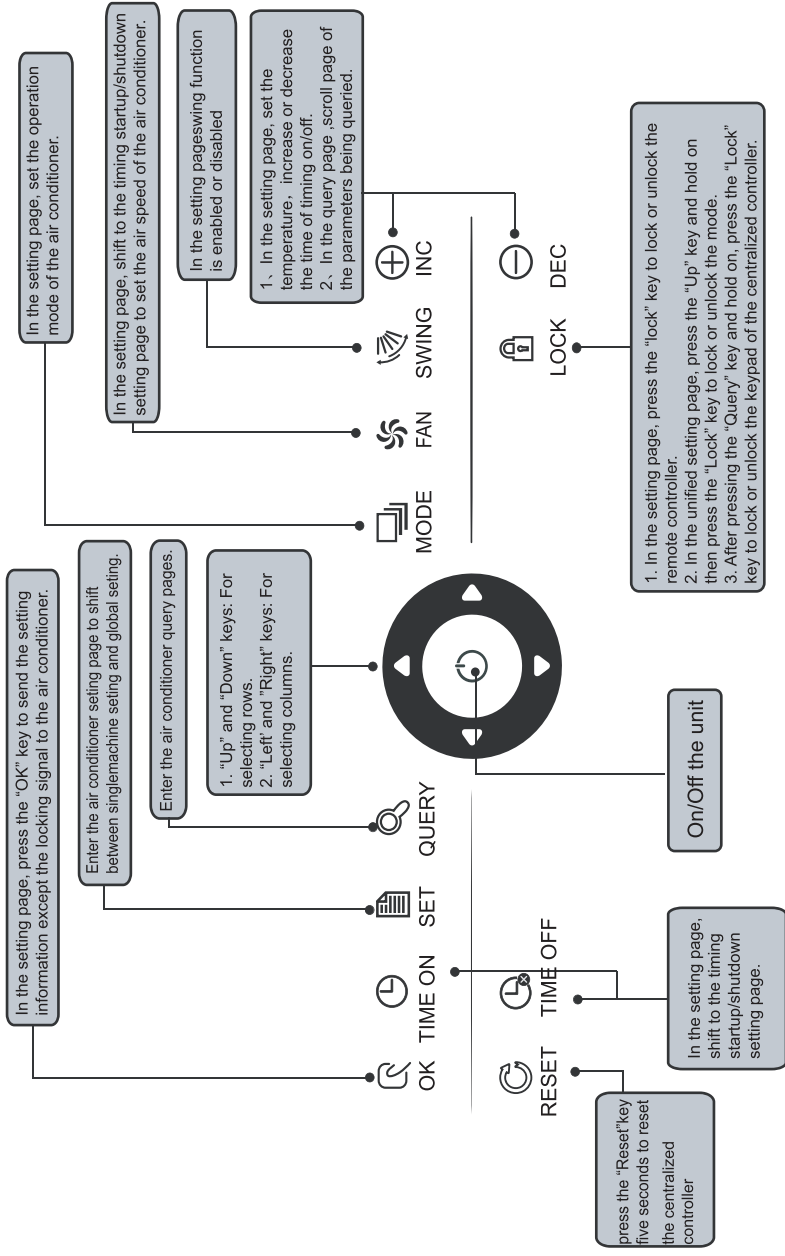 In the setting page, press the “OK” key to send the setting
information except the locking signal to the air conditioner.
Enter the air conditioner seting page to shift
between singlemachine seting and global seting.
Enter the air conditioner query pages.
1. “Up” and “Down” keys: For
selecting rows.
2. “Left’ and ”Right” keys: For
selecting columns.
In the setting page, set the operation
mode of the air conditioner.
In the setting page, shift to the timing startup/shutdown
setting page to set the air speed of the air conditioner.
In the setting pageswing function
is enabled or disabled
1、In the setting page, set the
temperature，increase or decrease
the time of timing on/off.
2、In the query page ,scroll page of
the parameters being queried.
OK
TIME ON
SET
QUERY
MODE
FAN
SWING
INC
RESET
TIME OFF
LOCK
DEC
press the “Reset”key
five seconds to reset
the centralized
controller
In the setting page,
shift to the timing
startup/shutdown
setting page.
On/Off the unit
1. In the setting page, press the “lock” key to lock or unlock the
remote controller.
2. In the unified setting page, press the “Up” key and hold on
then press the “Lock” key to lock or unlock the mode.
3. After pressing the “Query” key and hold on, press the “Lock”
key to lock or unlock the keypad of the centralized controller.